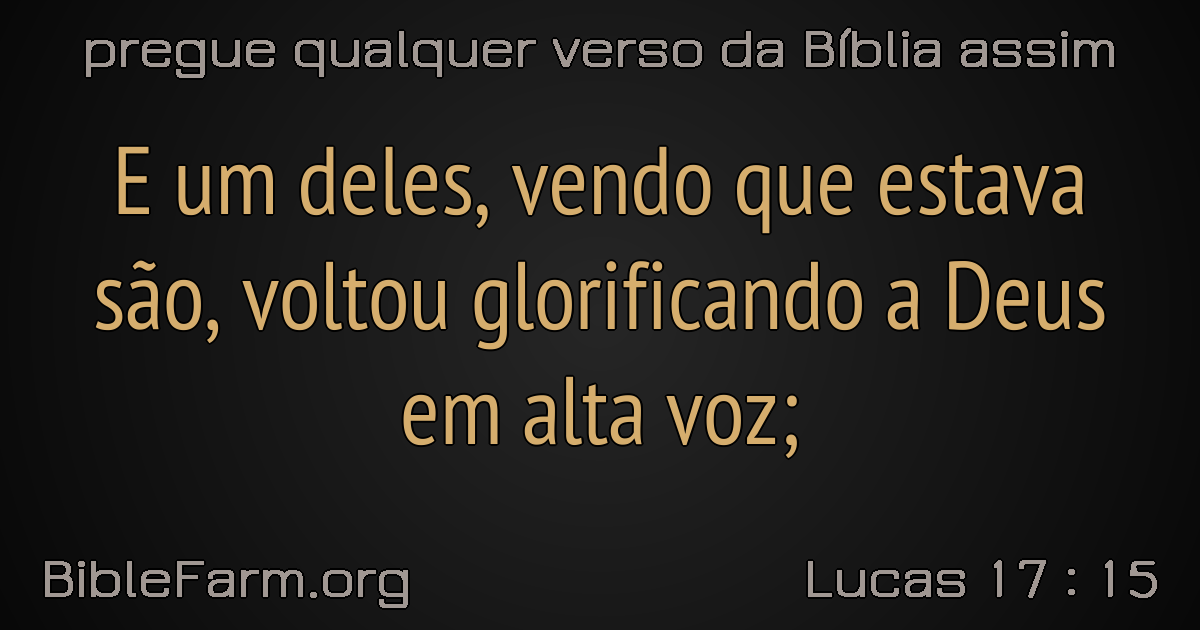 pregue qualquer verso da Bíblia assim
E um deles, vendo que estava
são, voltou glorificando a Deus
em alta voz;
BibleFarm.org
Lucas 17 : 15